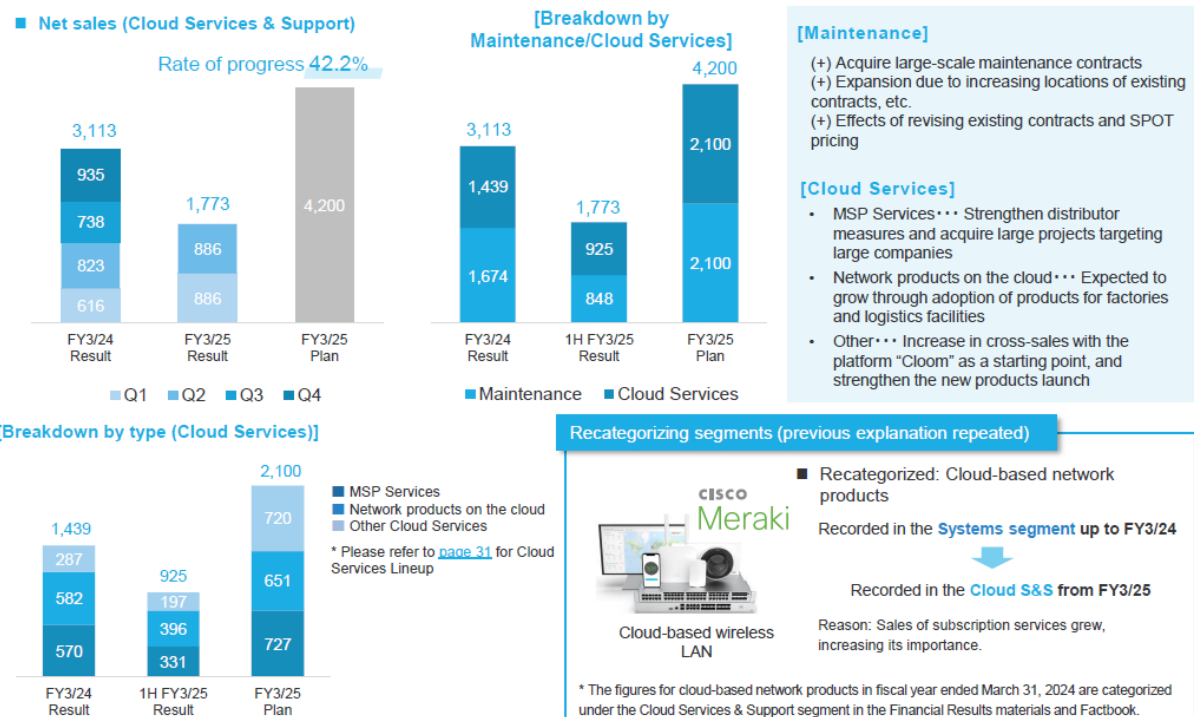 ■ Net sales (Cloud Services & Support)
Rate of progress 42.2%
3,113
935
738
823
616
1,773
886
886
4,200
FY3/24
Result
FY3/25
Result
FY3/25
Plan
Q1 Q2 Q3 Q4
[Breakdown by
Maintenance/Cloud Services]
3,113
1,439
1,674
1,773
925
848
4,200
2,100
2,100
FY3/24
Result
1H FY3/25
Result
FY3/25
Plan
Maintenance Cloud Services
[Maintenance]
(+) Acquire large-scale maintenance contracts
(+) Expansion due to increasing locations of existing
contracts, etc.
(+) Effects of revising existing contracts and SPOT
pricing
[Cloud Services]
• MSP Services・・・ Strengthen distributor
measures and acquire large projects targeting
large companies
• Network products on the cloud・・・ Expected to
grow through adoption of products for factories
and logistics facilities
• Other・・・ Increase in cross-sales with the
platform “Cloom” as a starting point, and
strengthen the new products launch
[Breakdown by type (Cloud Services)]
1,439
287
582
570
925
197
396
331
2,100
720
651
727
FY3/24
Result
1H FY3/25
Result
FY3/25
Plan
MSP Services
Network products on the cloud
Other Cloud Services
* Please refer to page 31 for Cloud
Services Lineup
Recategorizing segments (previous explanation repeated)
CISCO
Meraki
Cloud-based wireless
LAN
■ Recategorized: Cloud-based network
products
Recorded in the Systems segment up to FY3/24
Recorded in the Cloud S&S from FY3/25
Reason: Sales of subscription services grew,
increasing its importance.
* The figures for cloud-based network products in fiscal year ended March 31, 2024 are categorized
under the Cloud Services & Support segment in the Financial Results materials and Factbook.